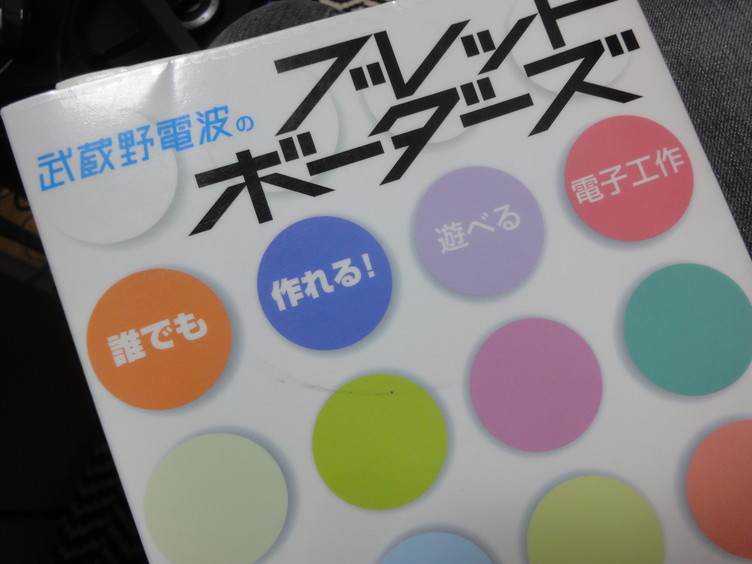 武蔵野電波の
ブレッド
ボーダーズ
誰でも
作れる!
遊べる
電子工作